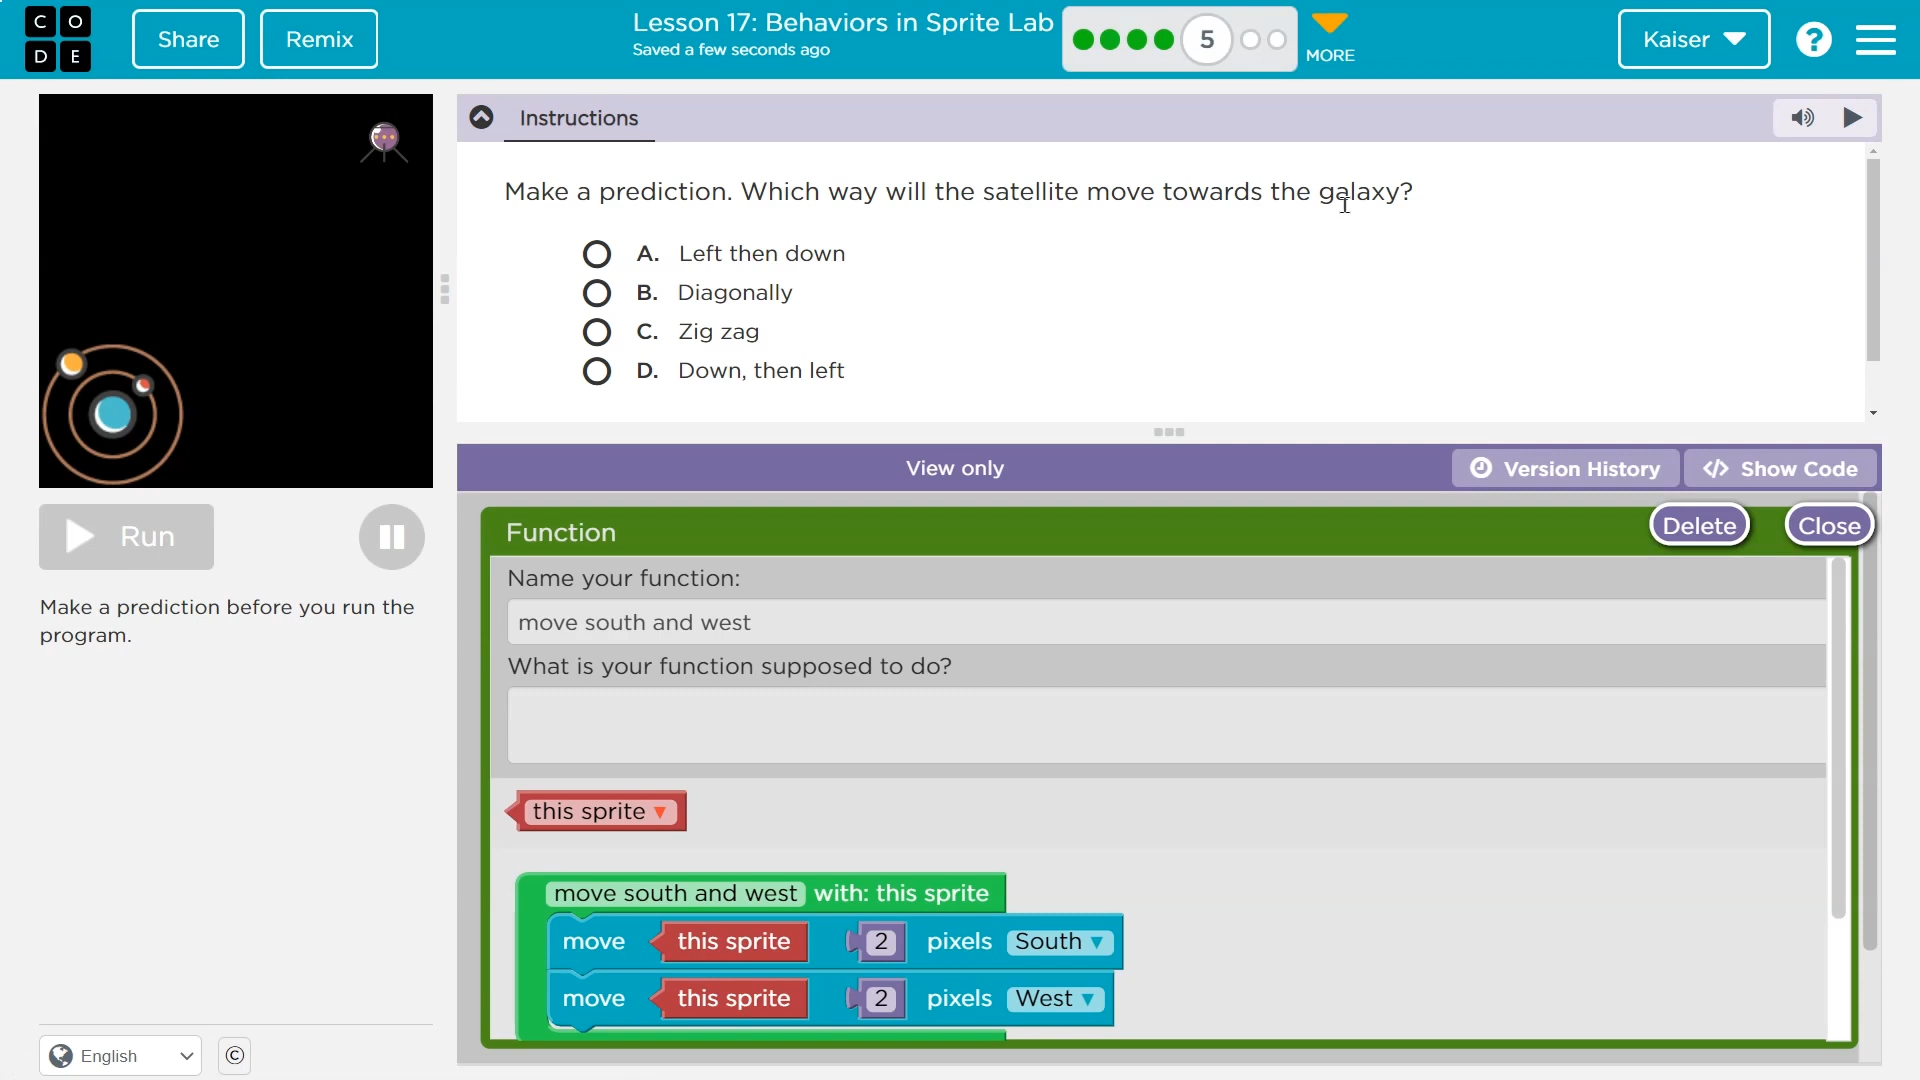 C O
D E
Share
Remix
Lesson 17: Behaviors in Sprite Lab
Saved a few seconds ago
5
MORE
Kaiser
?
Instructions
Make a prediction. Which way will the satellite move towards the galaxy?
A. Left then down
B. Diagonally
C. Zig zag
D. Down, then left
View only
Version History
</> Show Code
Run
Make a prediction before you run the
program.
Function
Delete
Close
Name your function:
move south and west
What is your function supposed to do?
this sprite
move south and west with: this sprite
move this sprite 2 pixels South
move this sprite 2 pixels West
English
©